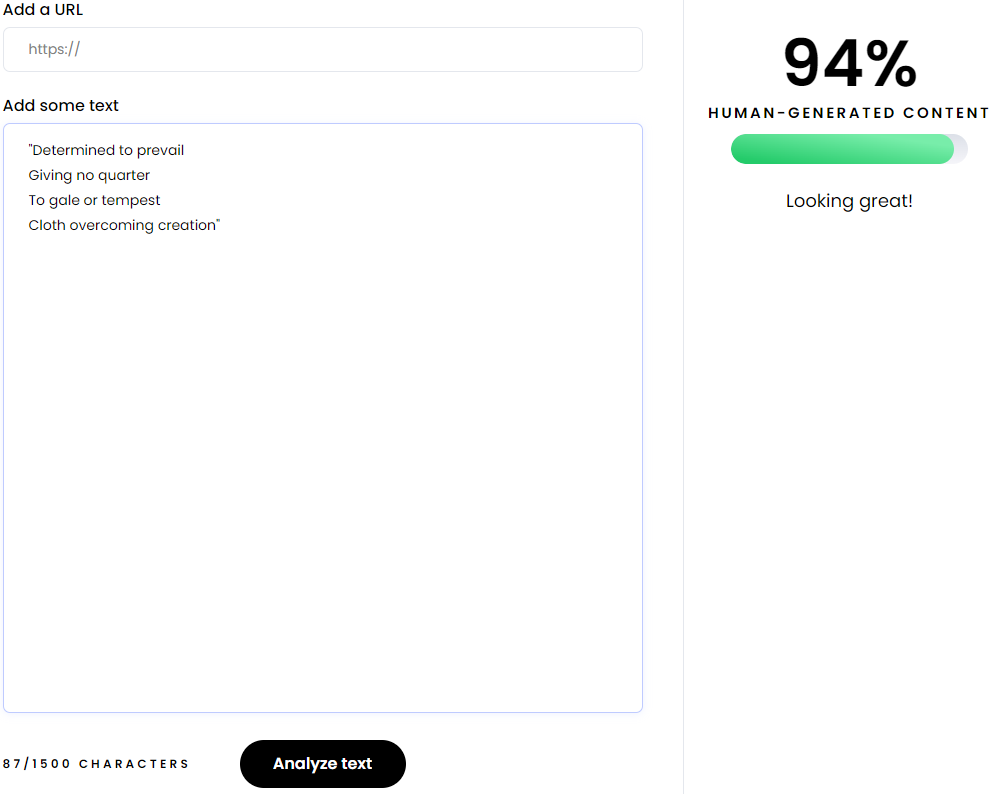 Add a URL
https://
Add some text
"Determined to prevail
Giving no quarter
To gale or tempest
Cloth overcoming creation"
87/1500 CHARACTERS
Analyze text
94%
HUMAN-GENERATED CONTENT
Looking great!